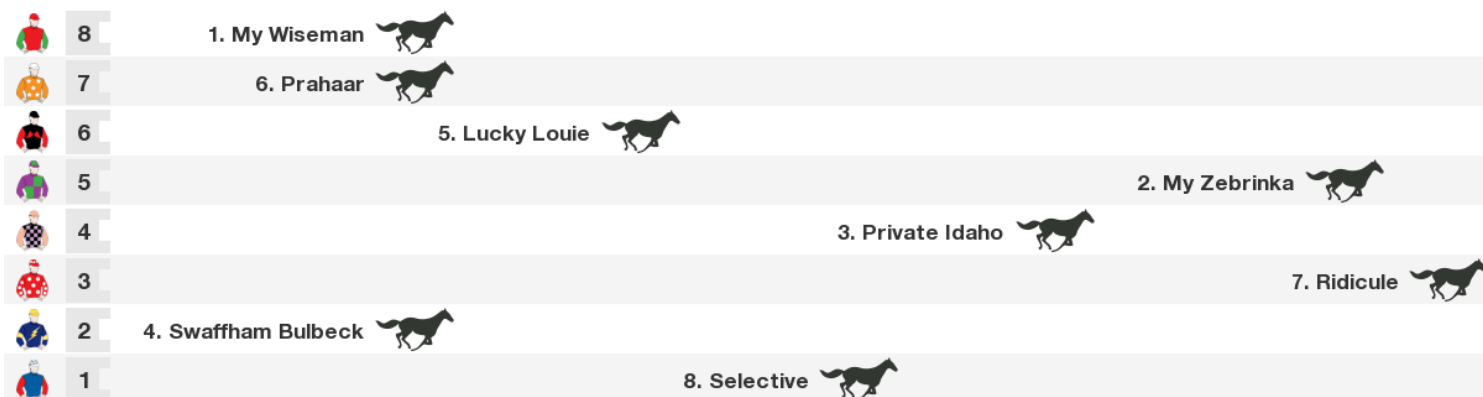 8 1. My Wiseman
7 6. Prahaar
6 5. Lucky Louie
5 2. My Zebrinka
4 3. Private Idaho
3 7. Ridicule
2 4. Swaffham Bulbeck
1 8. Selective